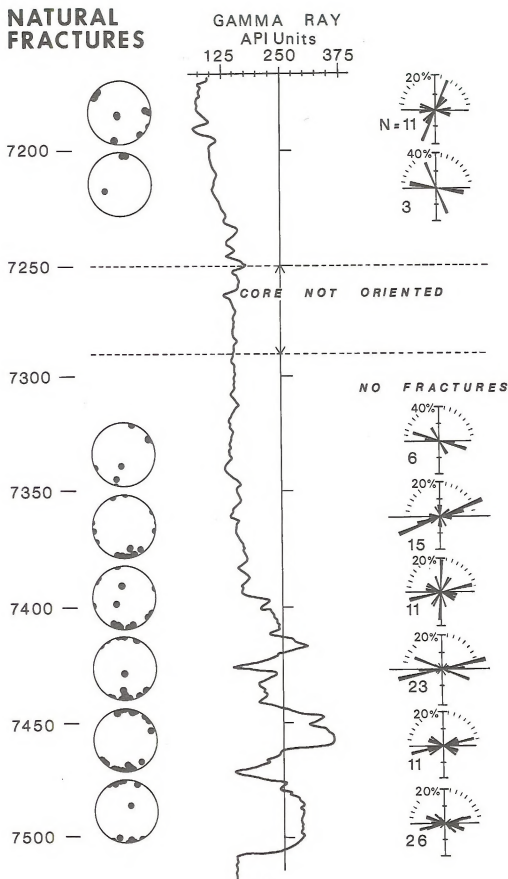 NATURAL
FRACTURES
GAMMA RAY
API Units
125 250 375
20%
N=11
7200
40%
3
7250
CORE NOT ORIENTED
7300
NO FRACTURES
40%
6
7350
20%
15
20%
11
7400
20%
23
7450
20%
11
20%
7500
26